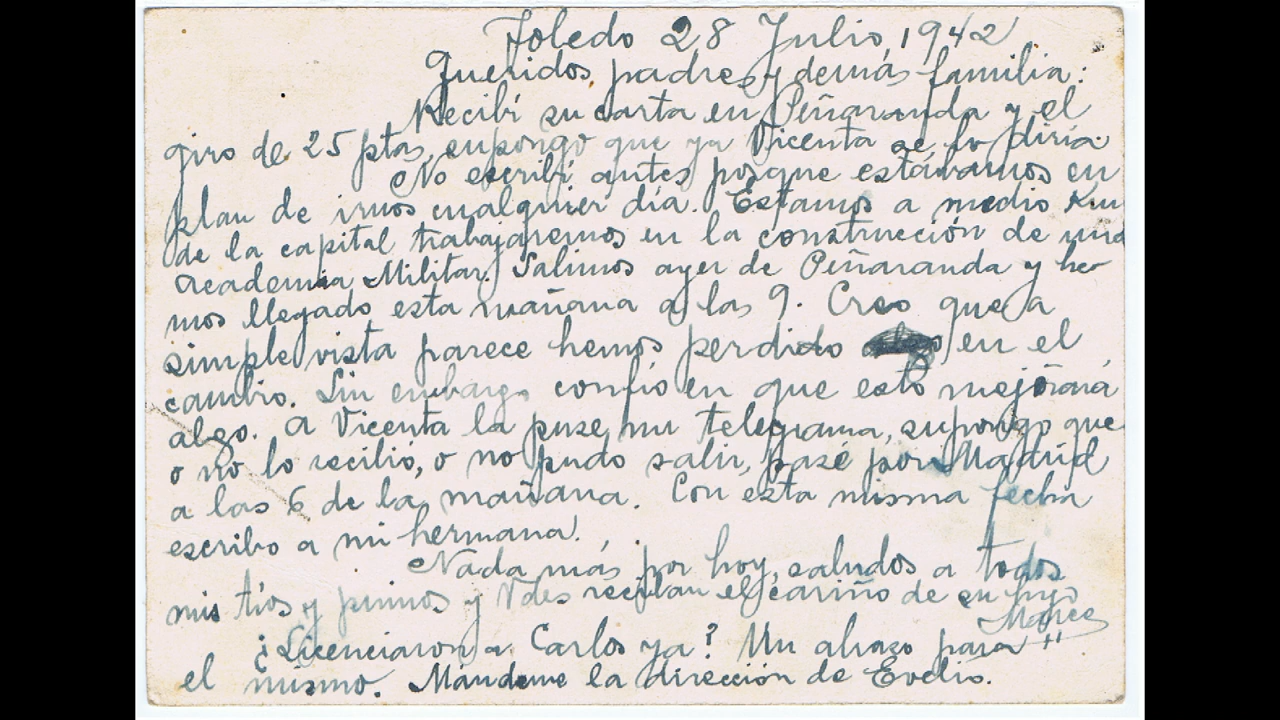 Toledo 28 Julio, 1942
Queridos padres y demás familia:
Recibí su carta en Peñaranda y el
giro de 25 ptas, supongo que ya Vicenta se lo diría.
No escribí antes porque estábamos en
plan de irnos cualquier día. Estamos a medio Km
de la capital trabajaremos en la construcción de una
Academia Militar. Salimos ayer de Peñaranda y he
mos llegado esta mañana a las 9. Creo que a
simple vista parece hemos perdido en el
cambio. Sin embargo confío en que esto mejorará
algo. A Vicenta la puse un telegrama, supongo que
o no lo recibió, o no pudo salir, pasé por Madrid
a las 6 de la mañana. Con esta misma fecha
escribo a mi hermana.
Nada más por hoy, saludos a todos
mis tíos y primos y Vdes reciban el cariño de su hijo
Marce
¿Licenciaron a Carlos ya? Un abrazo para
el mismo. Mándeme la dirección de Evelio.